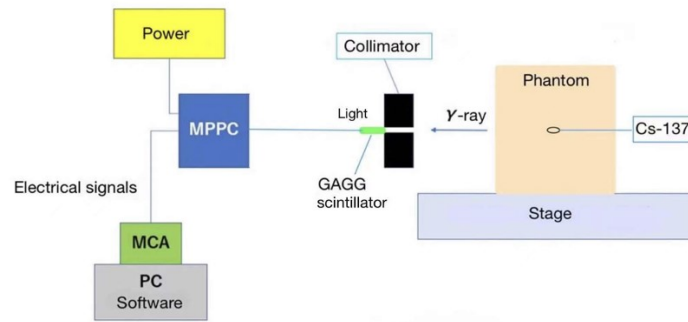 Power
Collimator
Phantom
Light
γ-ray
MPPC
Cs-137
GAGG
scintillator
Electrical signals
Stage
MCA
PC
Software